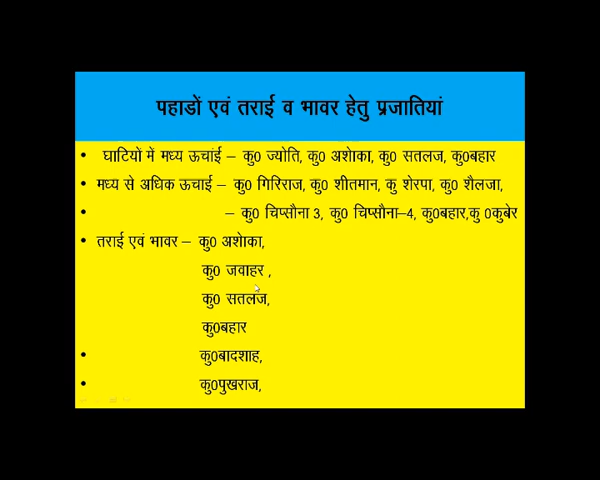 पहाडों एवं तराई व भावर हेतु प्रजातियां
• घाटियों में मध्य ऊचांई – कु0 ज्योति, कु0 अशोका, कु0 सतलज, कु0बहार
• मध्य से अधिक ऊचाई – कु0 गिरिराज, कु0 शीतमान, कु शेरपा, कु0 शैलजा,
• – कु0 चिप्सौना 3, कु0 चिप्सौना–4, कु0बहार,कु 0कुबेर
• तराई एवं भावर – कु0 अशोका,
कु0 जवाहर ,
कु0 सतलज,
कु0बहार
• कु0बादशाह,
• कु0पुखराज,